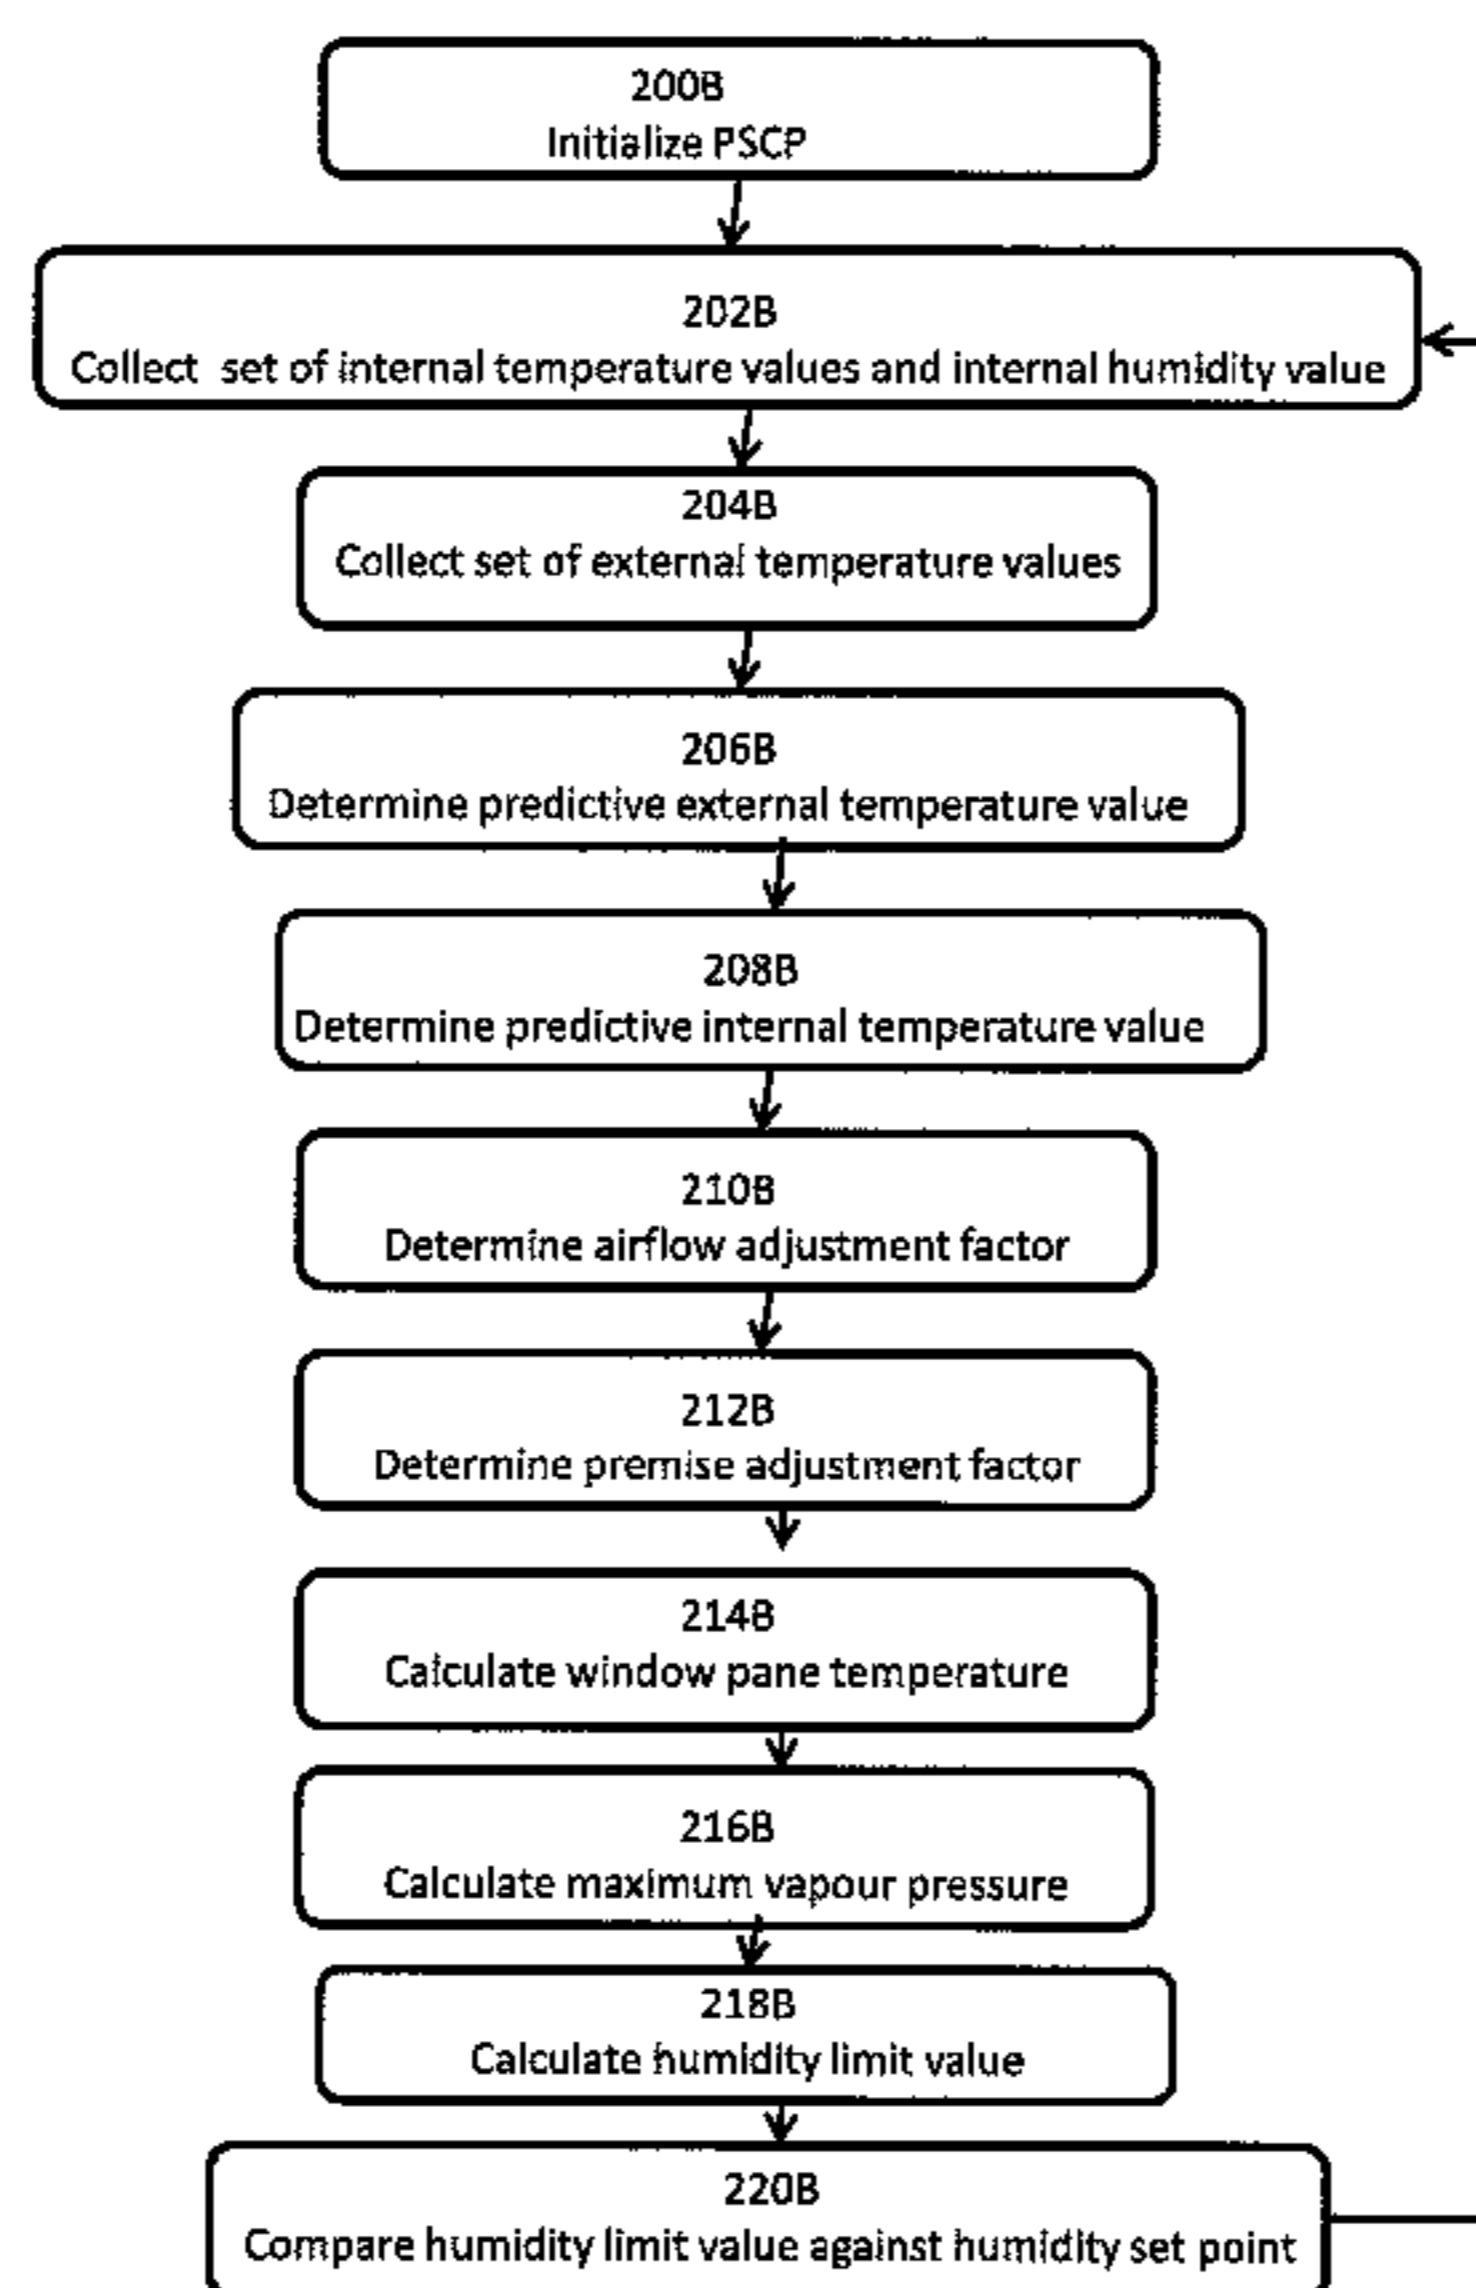 200B
Initialize PSCP
202B
Collect set of internal temperature values and internal humidity value
204B
Collect set of external temperature values
206B
Determine predictive external temperature value
208B
Determine predictive internal temperature value
210B
Determine airflow adjustment factor
212B
Determine premise adjustment factor
214B
Calculate window pane temperature
216B
Calculate maximum vapour pressure
218B
Calculate humidity limit value
220B
Compare humidity limit value against humidity set point